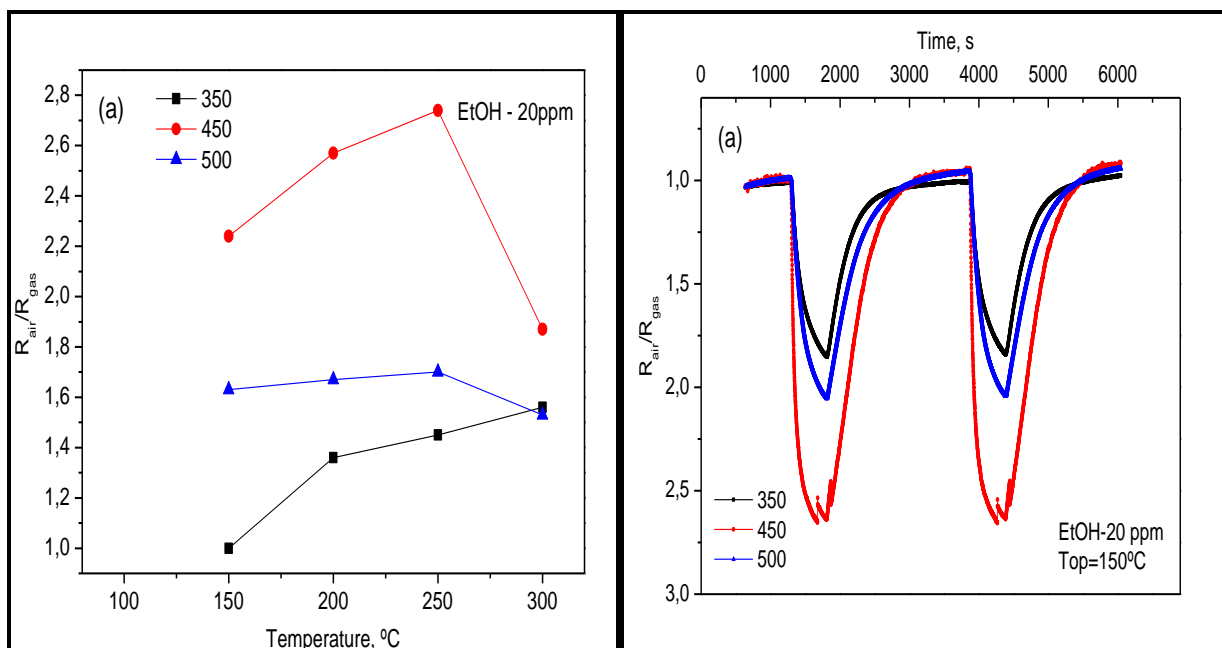 (a)
350
450
500
EtOH - 20ppm
2,8
2,6
2,4
2,2
2,0
1,8
1,6
1,4
1,2
1,0
R_air/R_gas
100 150 200 250 300
Temperature, ºC
Time, s
0 1000 2000 3000 4000 5000 6000
(a)
1,0
1,5
2,0
2,5
3,0
R_air/R_gas
350
450
500
EtOH-20 ppm
Top=150ºC